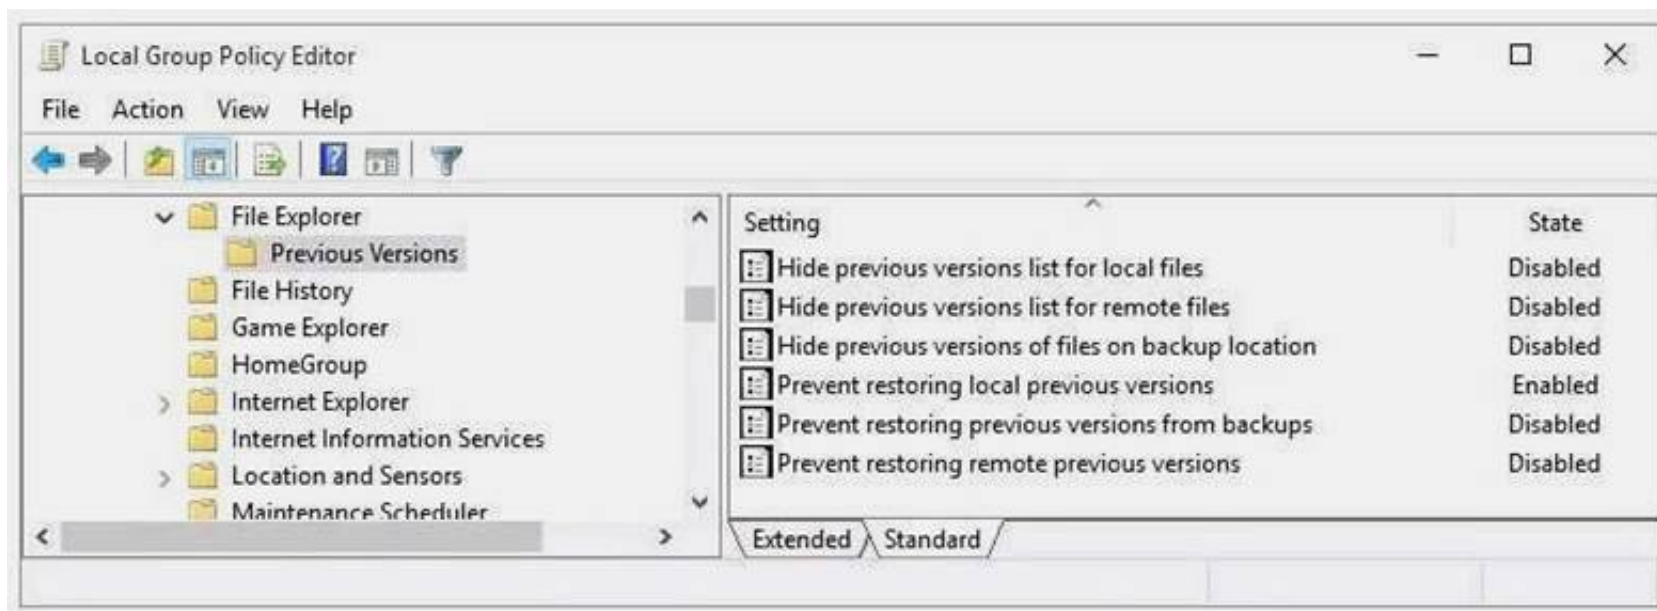 Local Group Policy Editor
File Action View Help
File Explorer
Previous Versions
File History
Game Explorer
HomeGroup
Internet Explorer
Internet Information Services
Location and Sensors
Maintenance Scheduler
Setting State
Hide previous versions list for local files Disabled
Hide previous versions list for remote files Disabled
Hide previous versions of files on backup location Disabled
Prevent restoring local previous versions Enabled
Prevent restoring previous versions from backups Disabled
Prevent restoring remote previous versions Disabled
Extended Standard